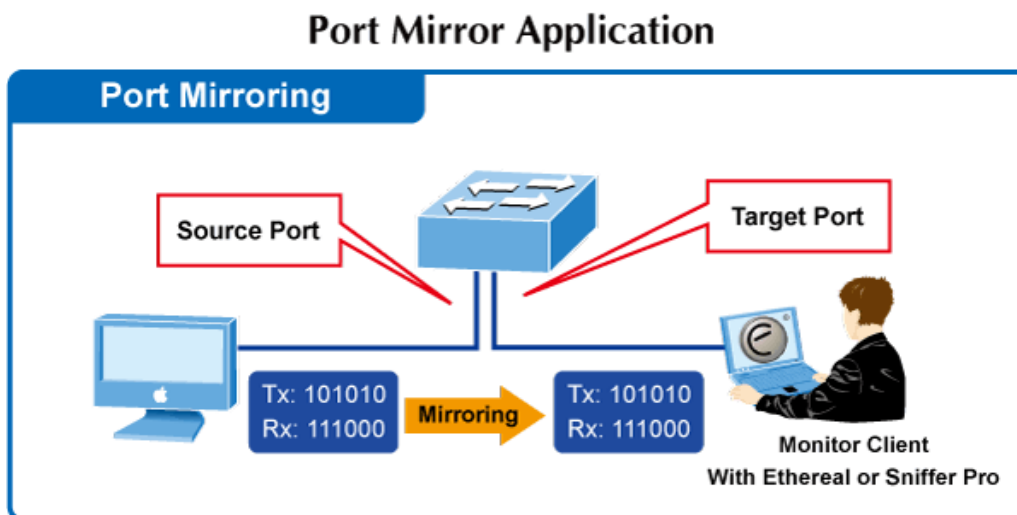 Port Mirror Application
Port Mirroring
Source Port
Target Port
Tx: 101010
Rx: 111000
Mirroring
Tx: 101010
Rx: 111000
Monitor Client
With Ethereal or Sniffer Pro